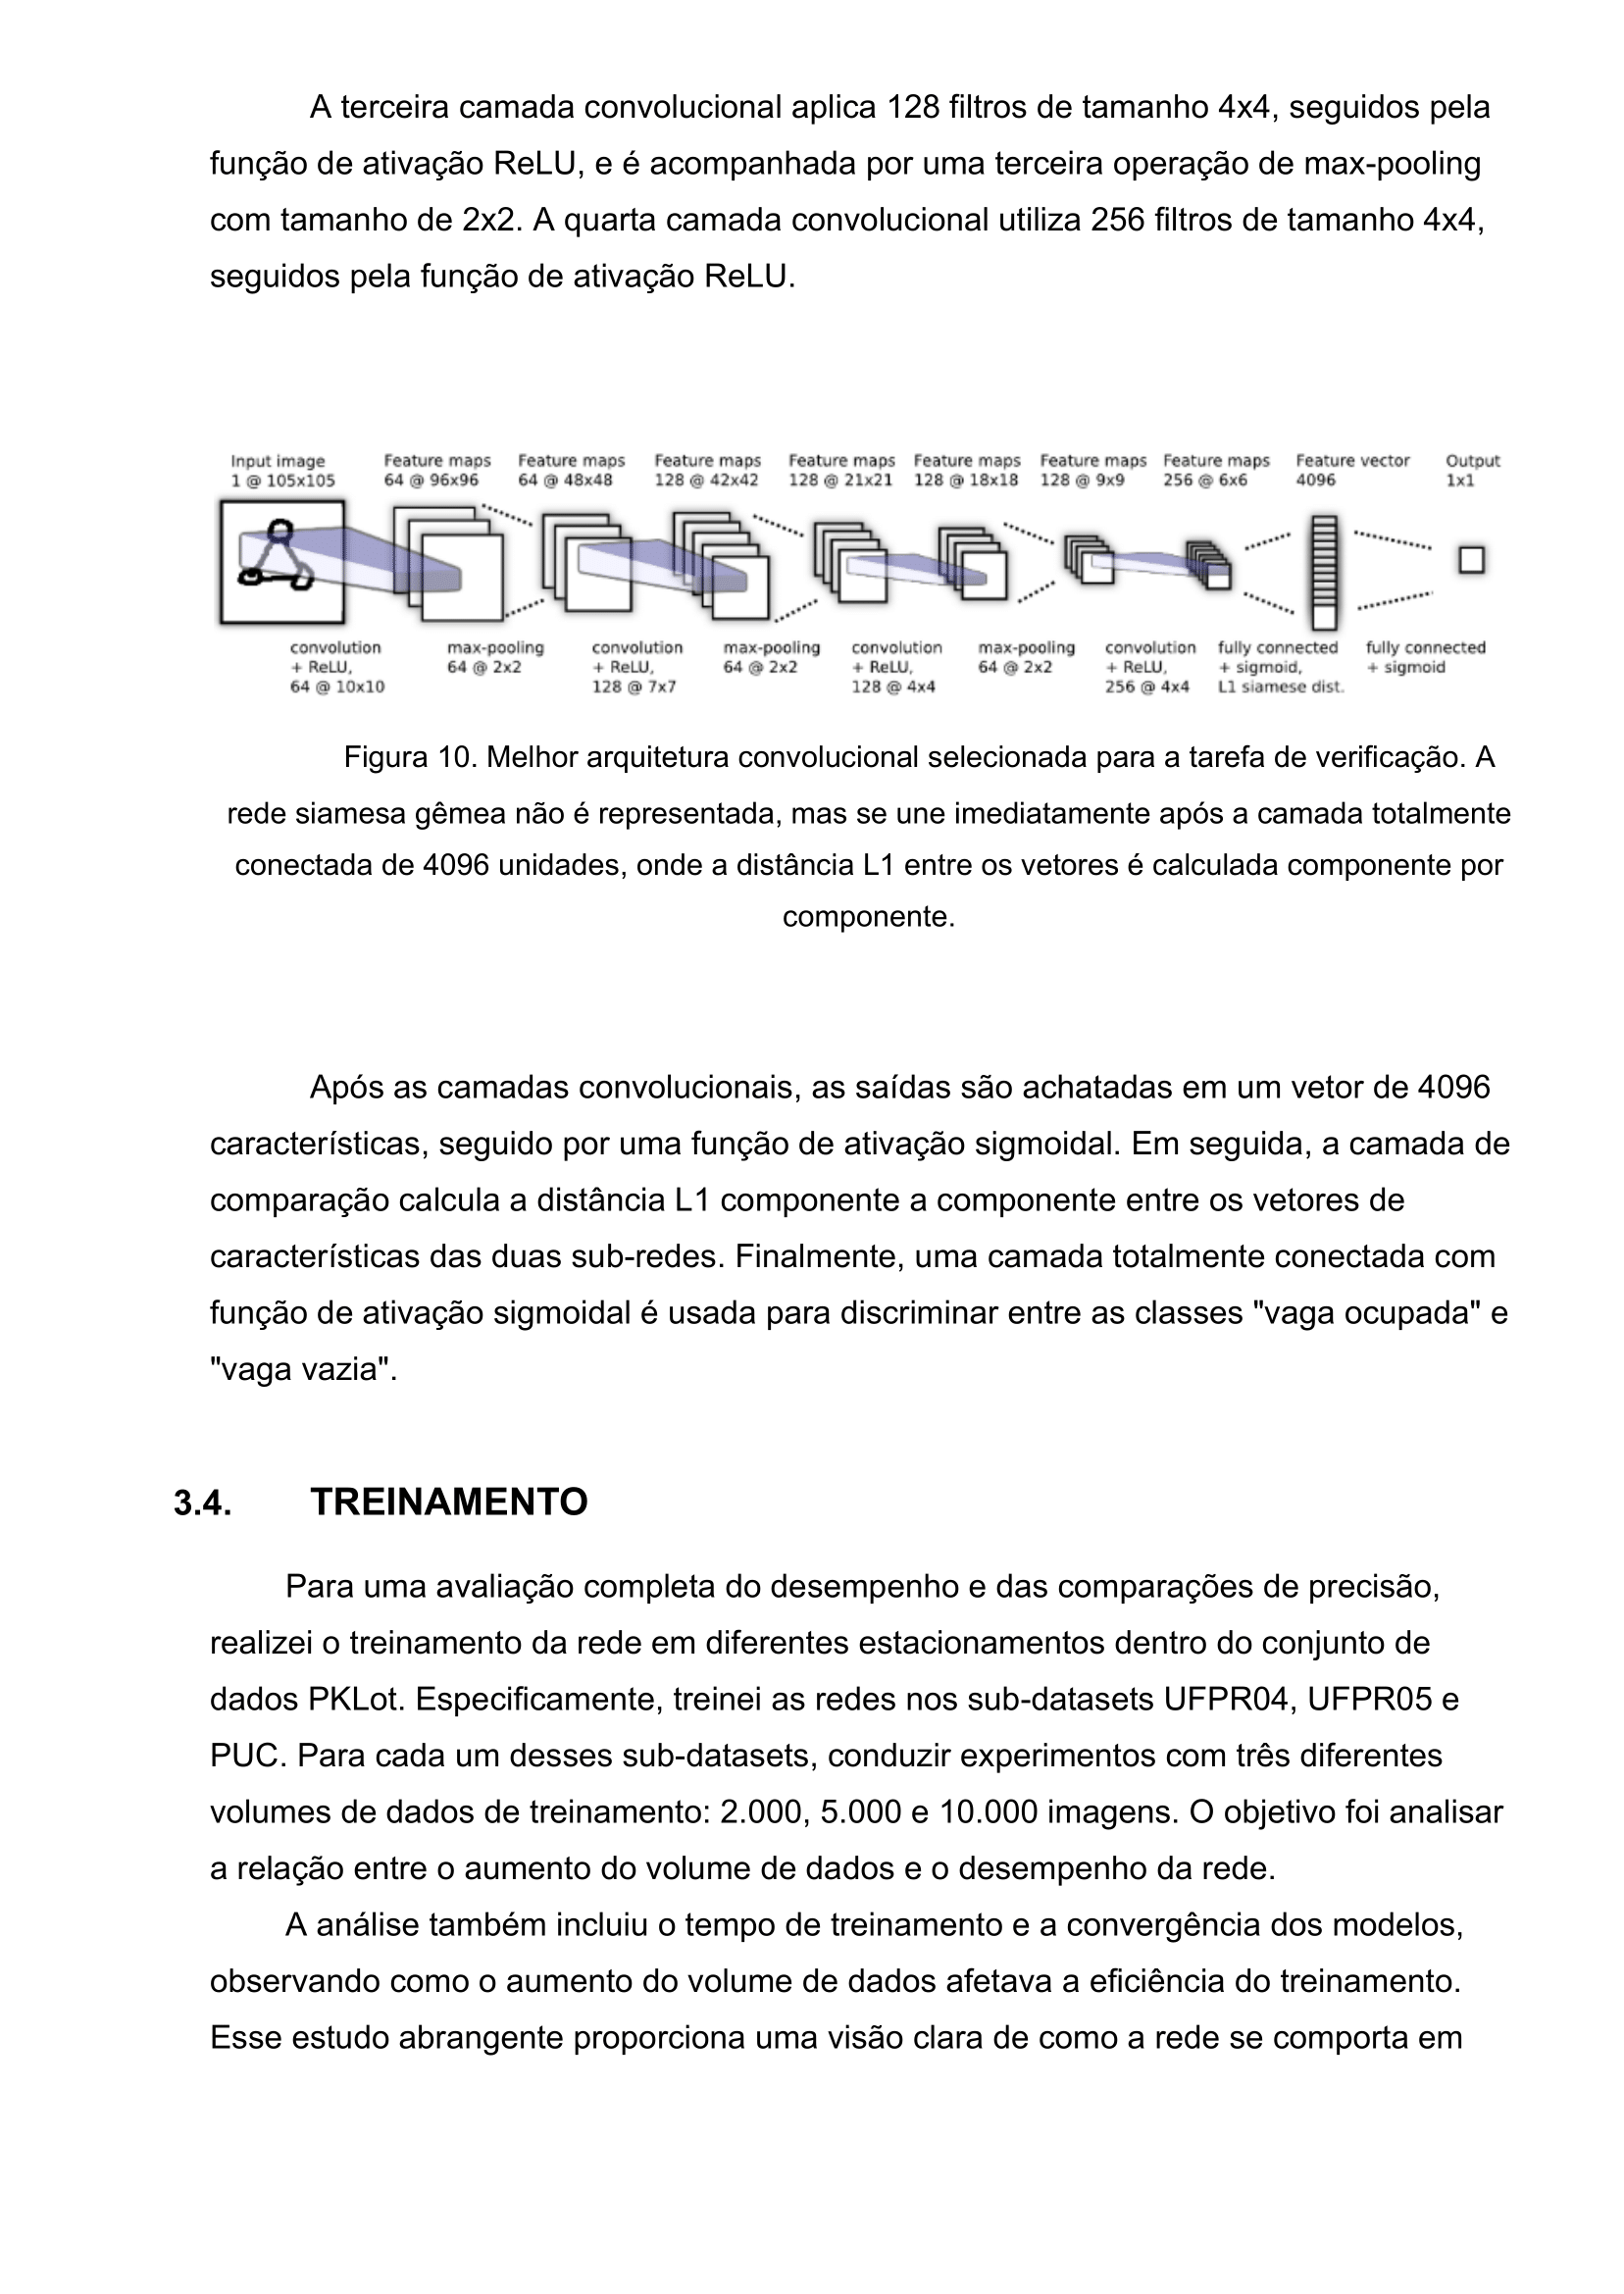 A terceira camada convolucional aplica 128 filtros de tamanho 4x4, seguidos pela
função de ativação ReLU, e é acompanhada por uma terceira operação de max-pooling
com tamanho de 2x2. A quarta camada convolucional utiliza 256 filtros de tamanho 4x4,
seguidos pela função de ativação ReLU.
Input image
1 @ 105x105
Feature maps
64 @ 96x96
Feature maps
64 @ 48x48
Feature maps
128 @ 42x42
Feature maps
128 @ 21x21
Feature maps
128 @ 18x18
Feature maps
128 @ 9x9
Feature maps
256 @ 6x6
Feature vector
4096
Output
1x1
convolution
+ ReLU,
64 @ 10x10
max-pooling
64 @ 2x2
convolution
+ ReLU,
128 @ 7x7
max-pooling
64 @ 2x2
convolution
+ ReLU,
128 @ 4x4
max-pooling
64 @ 2x2
convolution
+ ReLU,
256 @ 4x4
fully connected
+ sigmoid,
L1 siamese dist.
fully connected
+ sigmoid
Figura 10. Melhor arquitetura convolucional selecionada para a tarefa de verificação. A
rede siamesa gêmea não é representada, mas se une imediatamente após a camada totalmente
conectada de 4096 unidades, onde a distância L1 entre os vetores é calculada componente por
componente.
Após as camadas convolucionais, as saídas são achatadas em um vetor de 4096
características, seguido por uma função de ativação sigmoidal. Em seguida, a camada de
comparação calcula a distância L1 componente a componente entre os vetores de
características das duas sub-redes. Finalmente, uma camada totalmente conectada com
função de ativação sigmoidal é usada para discriminar entre as classes "vaga ocupada" e
"vaga vazia".
3.4. TREINAMENTO
Para uma avaliação completa do desempenho e das comparações de precisão,
realizei o treinamento da rede em diferentes estacionamentos dentro do conjunto de
dados PKLot. Especificamente, treinei as redes nos sub-datasets UFPR04, UFPR05 e
PUC. Para cada um desses sub-datasets, conduzir experimentos com três diferentes
volumes de dados de treinamento: 2.000, 5.000 e 10.000 imagens. O objetivo foi analisar
a relação entre o aumento do volume de dados e o desempenho da rede.
A análise também incluiu o tempo de treinamento e a convergência dos modelos,
observando como o aumento do volume de dados afetava a eficiência do treinamento.
Esse estudo abrangente proporciona uma visão clara de como a rede se comporta em